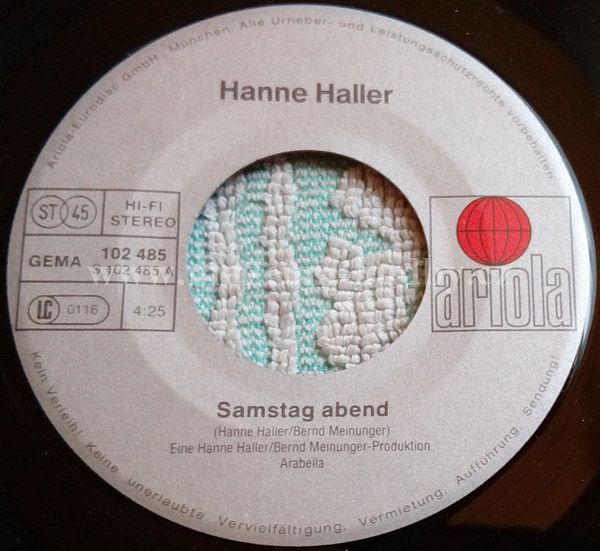 Ariola-Eurodisc GmbH · München. Alle Urheber- und Leistungsschutzrechte vorbehalten.
Hanne Haller
ST 45
HI-FI
STEREO
GEMA
102 485
S 102 485 A
LC 0116
4:25
ariola
Samstag abend
(Hanne Haller/Bernd Meinunger)
Eine Hanne Haller/Bernd Meinunger-Produktion
Arabella
Kein Verleih! Keine unerlaubte Vervielfältigung, Vermietung, Aufführung, Sendung!